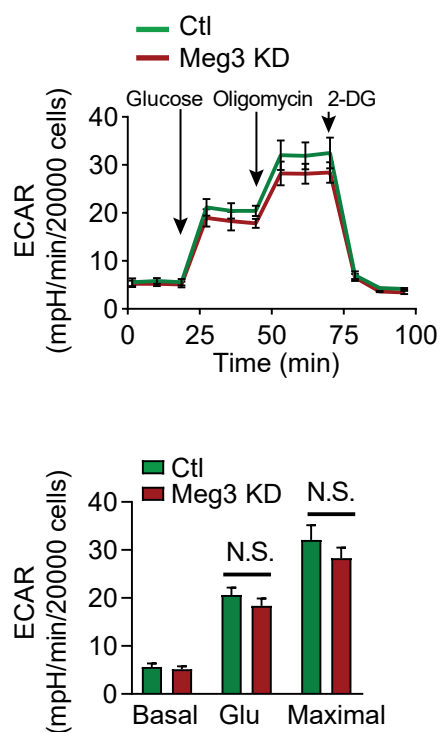 Ctl
Meg3 KD
Glucose Oligomycin 2-DG
ECAR
(mpH/min/20000 cells)
40
30
20
10
0
0 25 50 75 100
Time (min)
Ctl
Meg3 KD
N.S.
N.S.
ECAR
(mpH/min/20000 cells)
40
30
20
10
0
Basal Glu Maximal